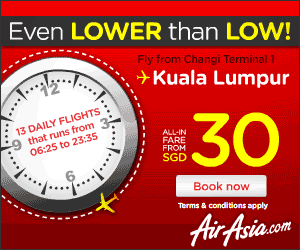 Even LOWER than LOW!
Fly from Changi Terminal 1
Kuala Lumpur
12
3
6
9
13 DAILY FLIGHTS
that runs from
06:25 to 23:35
ALL-IN
FARE
FROM
SGD
30
Book now
Terms & conditions apply
AirAsia.com